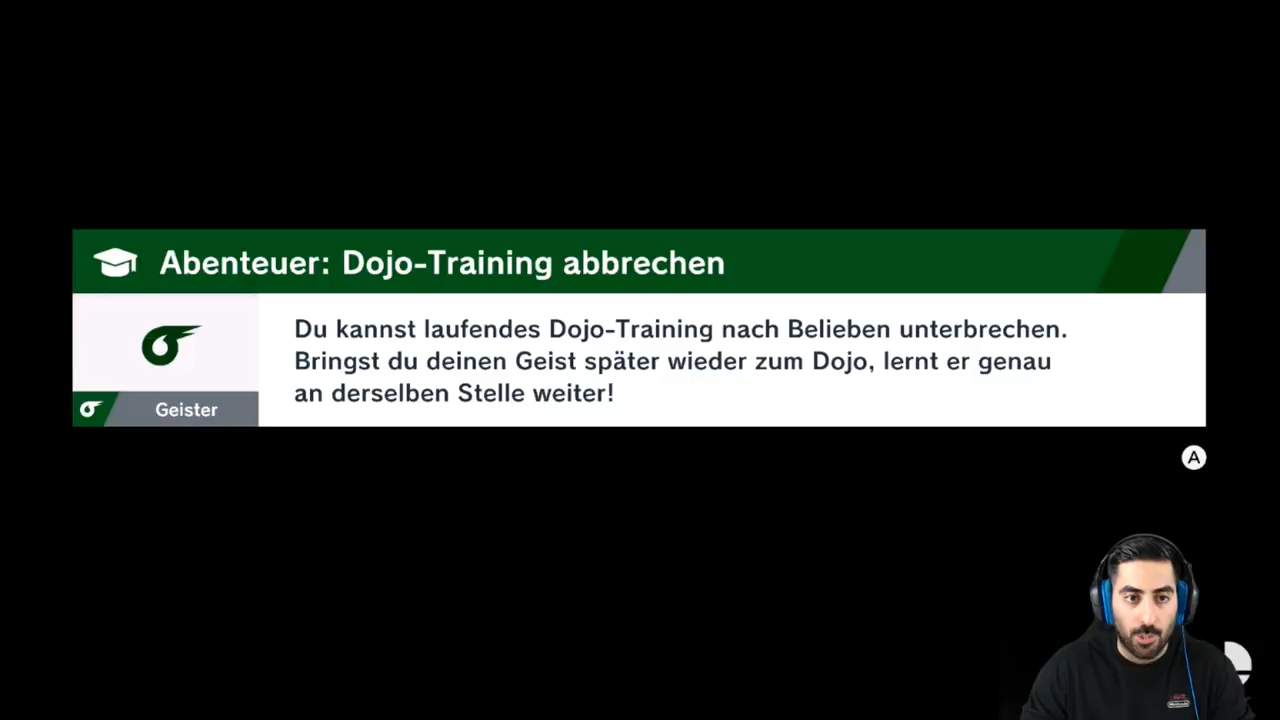 Abenteuer: Dojo-Training abbrechen
Du kannst laufendes Dojo-Training nach Belieben unterbrechen.
Bringst du deinen Geist später wieder zum Dojo, lernt er genau
an derselben Stelle weiter!
Geister
A